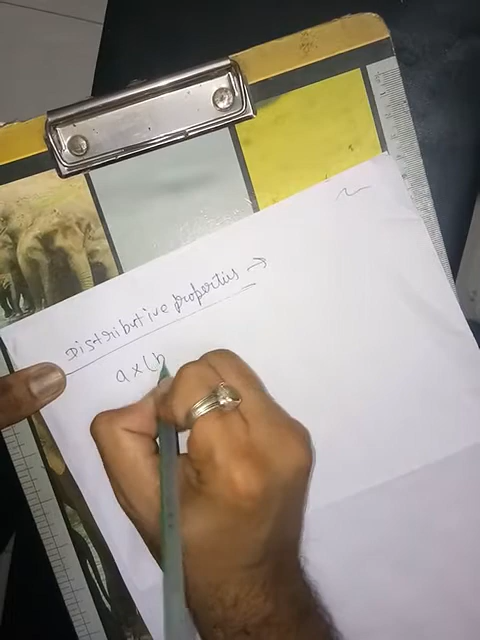 Distributive properties →
a × (b